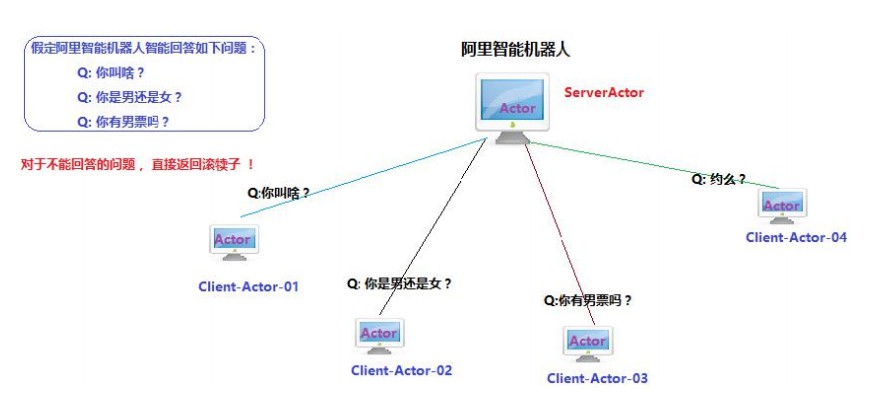 假定阿里智能机器人智能回答如下问题：
Q: 你叫啥？
Q: 你是男还是女？
Q: 你有男票吗？
对于不能回答的问题， 直接返回滚犊子 ！
阿里智能机器人
Actor
ServerActor
Q:你叫啥？
Q: 约么？
Actor
Client-Actor-04
Actor
Client-Actor-01
Q: 你是男还是女？
Q:你有男票吗？
Actor
Client-Actor-02
Actor
Client-Actor-03